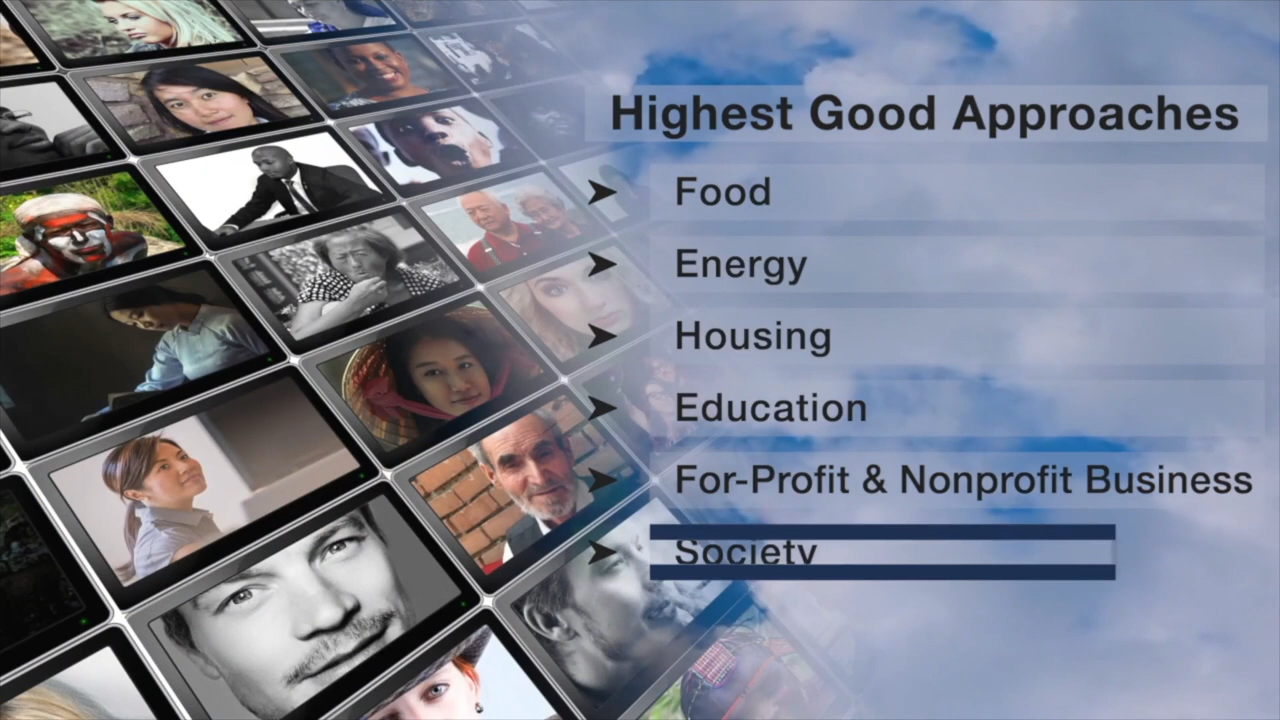 Highest Good Approaches
Food
Energy
Housing
Education
For-Profit & Nonprofit Business
Society